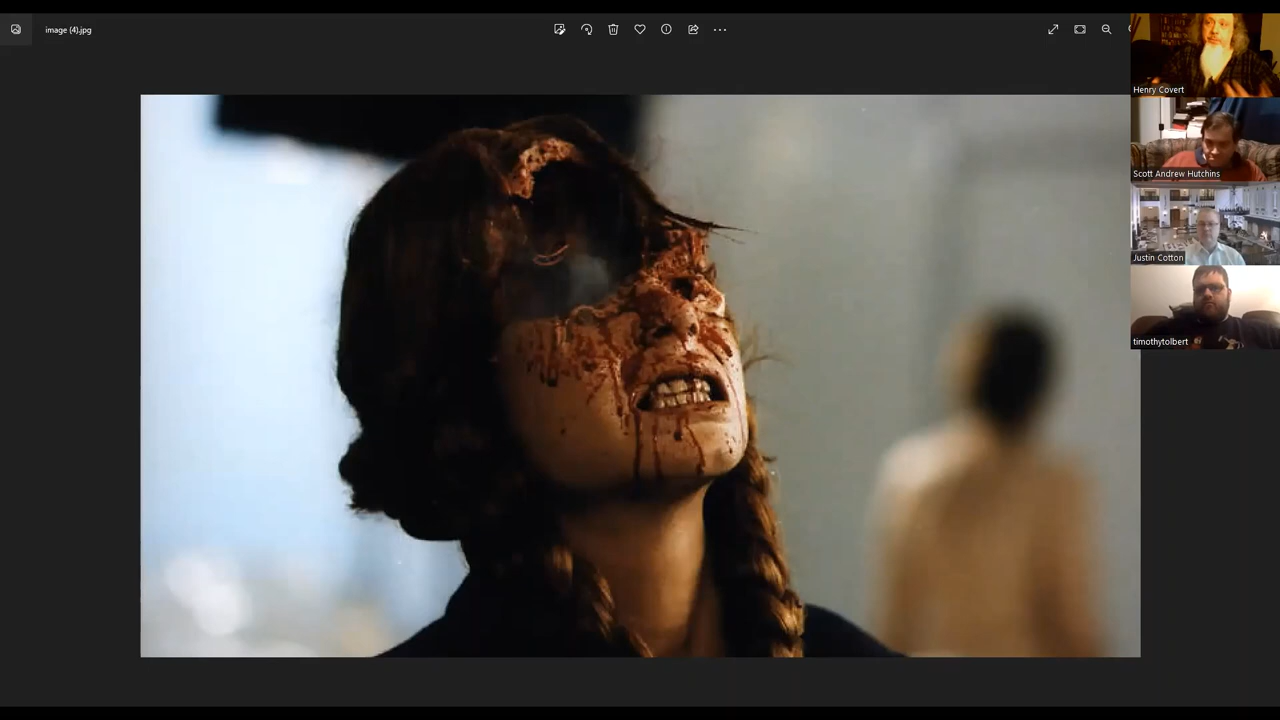 image (4).jpg
Henry Covert
Scott Andrew Hutchins
Justin Cotton
timothytolbert